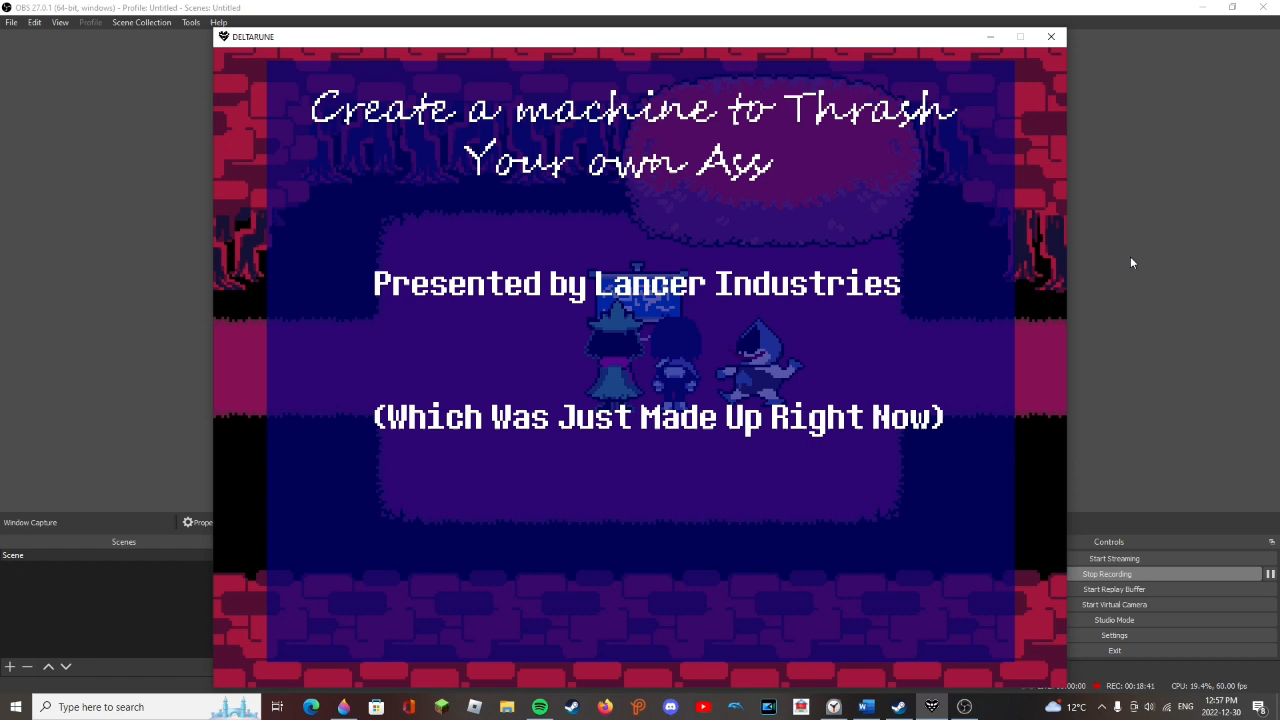 OBS 27.0.1 (64-bit, windows) - Profile: Untitled - Scenes: Untitled
File Edit View Profile Scene Collection Tools Help
DELTARUNE
Create a machine to Thrash
Your own Ass
Presented by Lancer Industries
(Which Was Just Made Up Right Now)
Window Capture
Prope
Scenes
Scene
Controls
Start Streaming
Stop Recording
Start Replay Buffer
Start Virtual Camera
Studio Mode
Settings
Exit
REC: 00:18:41 CPU: 19.4%, 60.00 fps
Type here to search
12°C
ENG
12:57 PM
2022-12-30